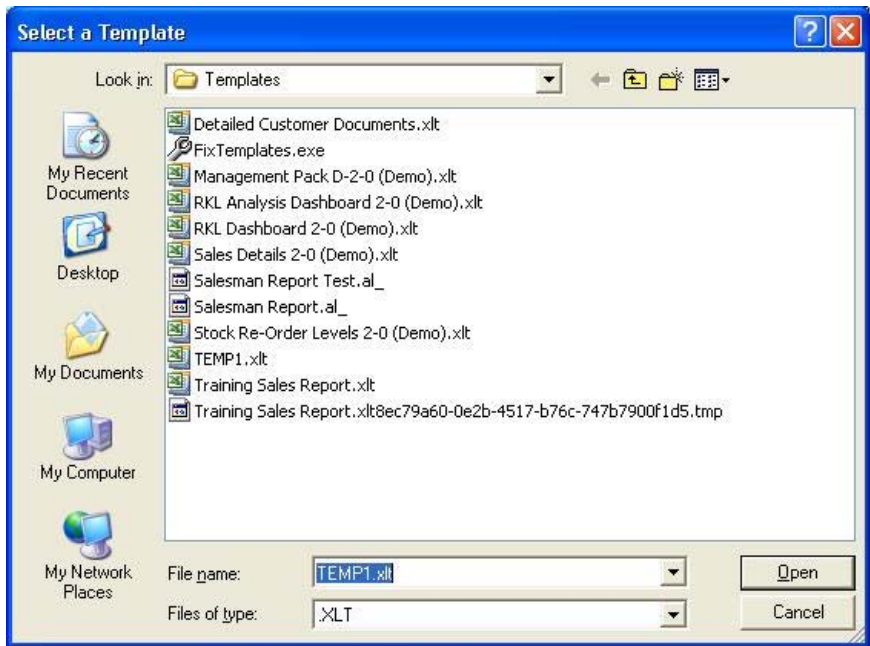 Select a Template
Look in:
Templates
My Recent
Documents
Desktop
My Documents
My Computer
My Network
Places
Detailed Customer Documents.xlt
FixTemplates.exe
Management Pack D-2-0 (Demo).xlt
RKL Analysis Dashboard 2-0 (Demo).xlt
RKL Dashboard 2-0 (Demo).xlt
Sales Details 2-0 (Demo).xlt
Salesman Report Test.al_
Salesman Report.al_
Stock Re-Order Levels 2-0 (Demo).xlt
TEMP1.xlt
Training Sales Report.xlt
Training Sales Report.xlt8ec79a60-0e2b-4517-b76c-747b7900f1d5.tmp
File name:
TEMP1.xlt
Open
Files of type:
.XLT
Cancel